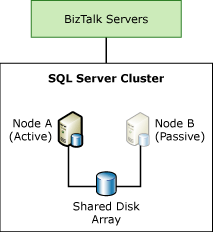 BizTalk Servers
SQL Server Cluster
Node A
(Active)
Node B
(Passive)
Shared Disk
Array